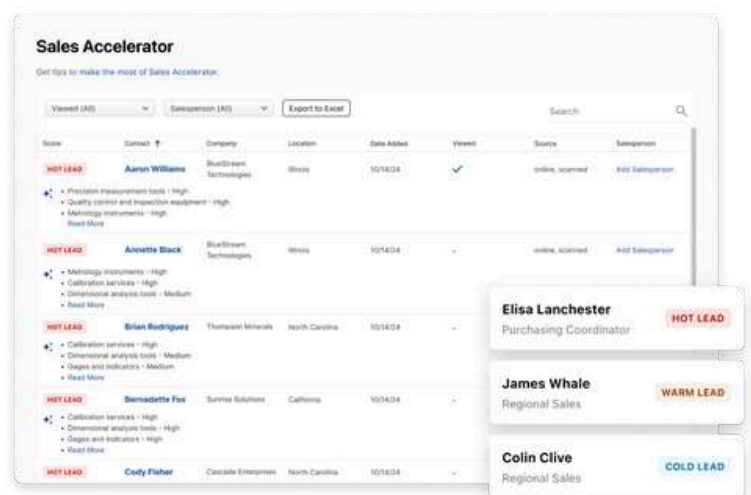 Sales Accelerator
Get tips to make the most of Sales Accelerator.
Viewed (All) Salesperson (All) Export to Excel Search
Score Contact ↑ Company Location Date Added Viewed Source Salesperson
HOT LEAD Aaron Williams BlueStream Technologies Illinois 10/14/24 ✓ online, scanned Add Salesperson
• Precision measurement tools - High
• Quality control and inspection equipment - High
• Metrology instruments - High
Read More
HOT LEAD Annette Black BlueStream Technologies Illinois 10/14/24 - online, scanned Add Salesperson
• Metrology instruments - High
• Calibration services - High
• Dimensional analysis tools - Medium
Read More
HOT LEAD Brian Rodriguez Thompson Minerals North Carolina 10/14/24 -
• Calibration services - High
• Dimensional analysis tools - Medium
• Gages and indicators - Medium
Read More
HOT LEAD Bernadette Fox Sunrise Solutions California 10/14/24 -
• Calibration services - High
• Dimensional analysis tools - High
• Gages and indicators - High
Read More
HOT LEAD Cody Fisher Cascade Enterprises North Carolina 10/14/24 -
Elisa Lanchester HOT LEAD
Purchasing Coordinator
James Whale WARM LEAD
Regional Sales
Colin Clive COLD LEAD
Regional Sales